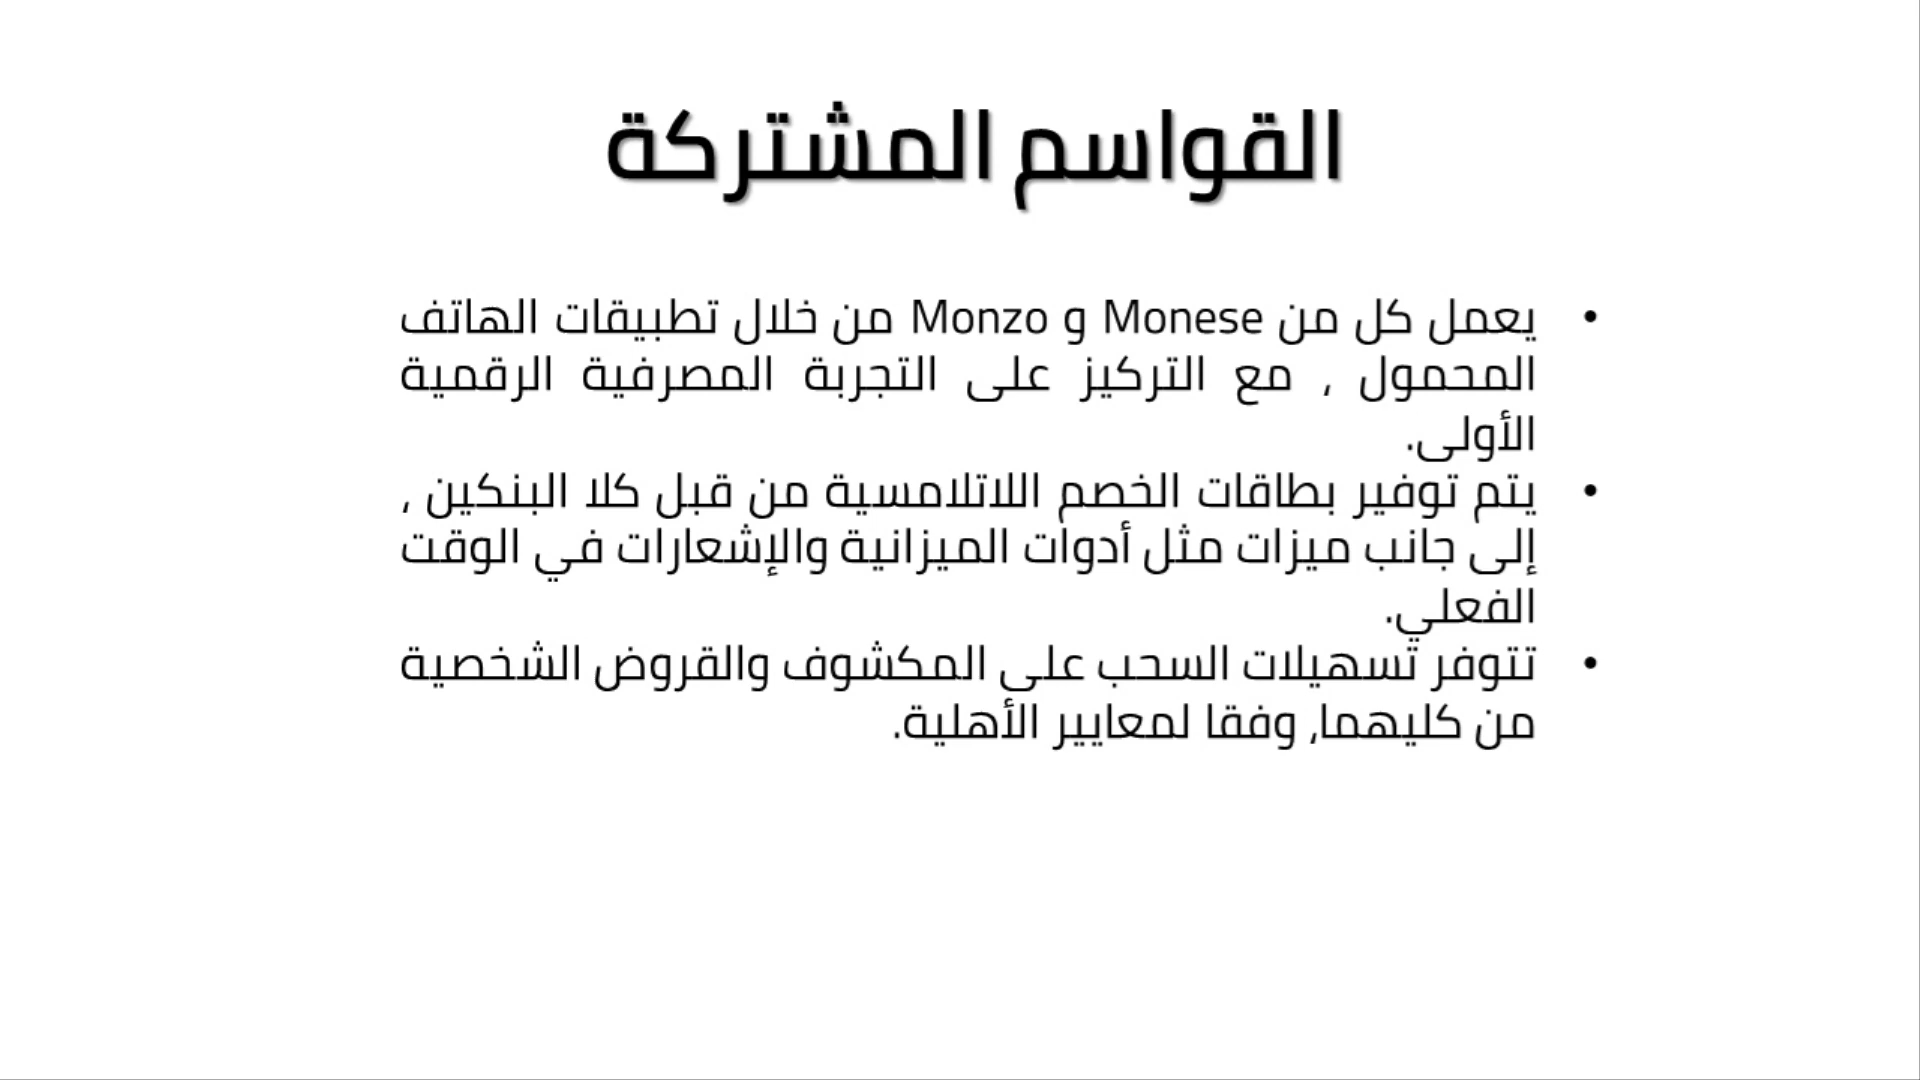 القواسم المشتركة
• يعمل كل من Monese و Monzo من خلال تطبيقات الهاتف
المحمول ، مع التركيز على التجربة المصرفية الرقمية
الأولى.
• يتم توفير بطاقات الخصم اللاتلامسية من قبل كلا البنكين ،
إلى جانب ميزات مثل أدوات الميزانية والإشعارات في الوقت
الفعلي.
• تتوفر تسهيلات السحب على المكشوف والقروض الشخصية
من كليهما، وفقا لمعايير الأهلية.